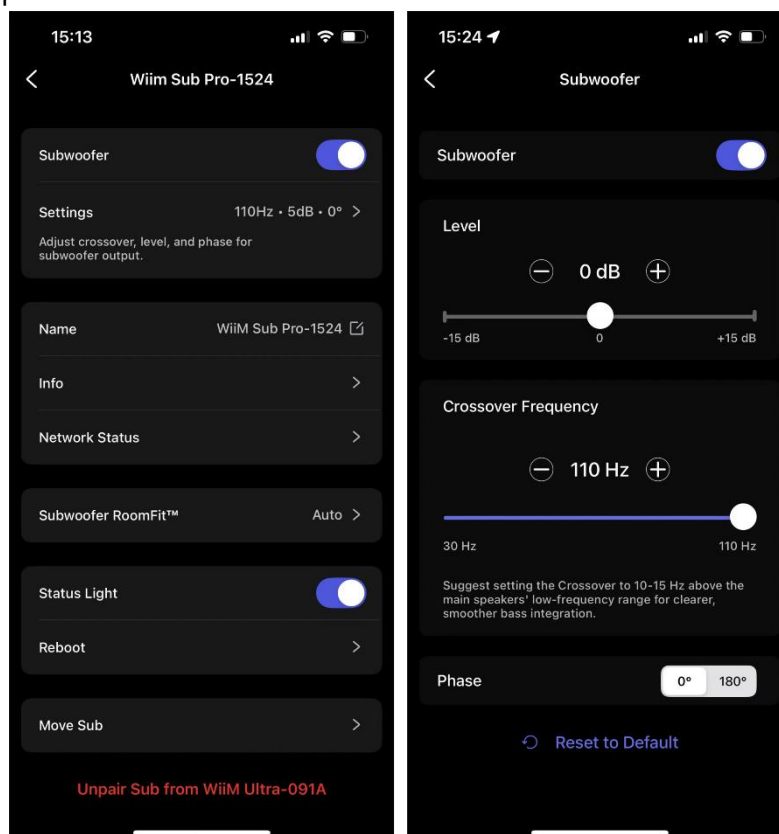 15:13
Wiim Sub Pro-1524
Subwoofer
Settings 110Hz • 5dB • 0° >
Adjust crossover, level, and phase for
subwoofer output.
Name WiiM Sub Pro-1524
Info >
Network Status >
Subwoofer RoomFit™ Auto >
Status Light
Reboot >
Move Sub >
Unpair Sub from WiiM Ultra-091A
15:24
Subwoofer
Subwoofer
Level
0 dB
-15 dB 0 +15 dB
Crossover Frequency
110 Hz
30 Hz 110 Hz
Suggest setting the Crossover to 10-15 Hz above the
main speakers' low-frequency range for clearer,
smoother bass integration.
Phase 0° 180°
Reset to Default